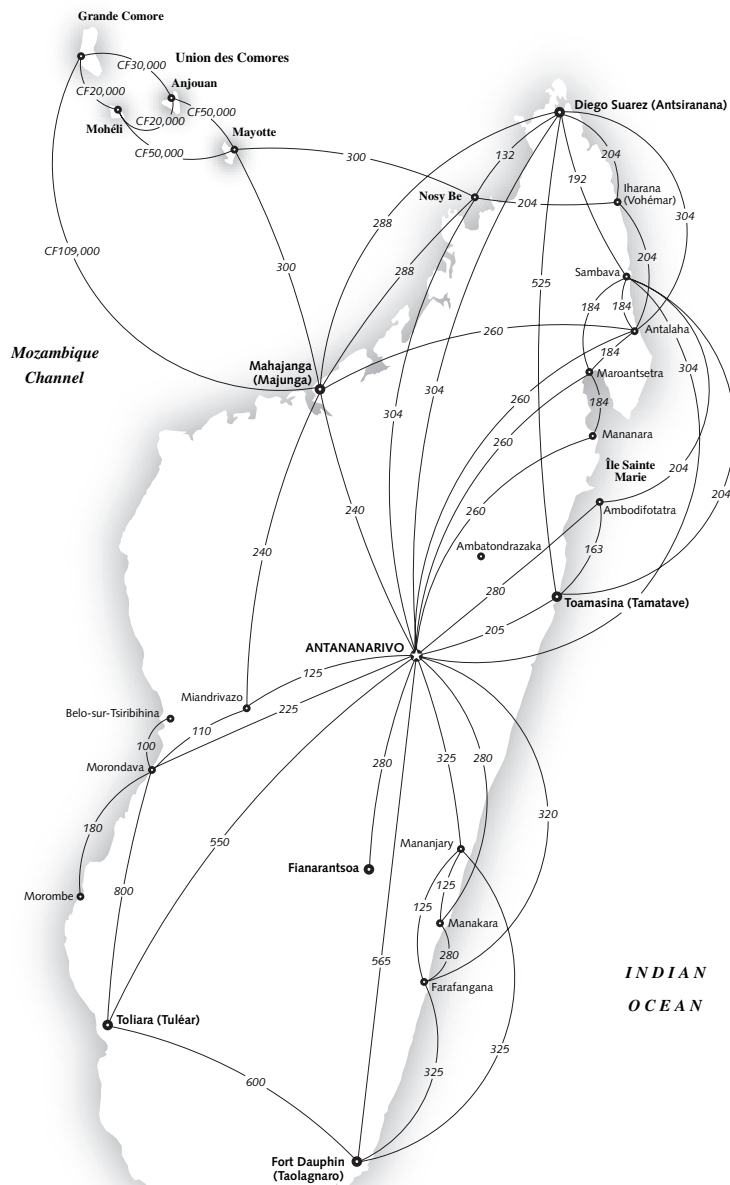 Grande Comore
CF30,000
Union des Comores
Anjouan
CF20,000
CF50,000
CF20,000
Mohéli
Mayotte
CF50,000
Diego Suarez (Antsiranana)
132
204
300
192
Iharana
(Vohémar)
Nosy Be
204
304
288
CF109,000
204
288
300
Sambava
525
184
184
Antalaha
260
Mozambique
Channel
Mahajanga
(Majunga)
184
Maroantsetra
304
304
260
184
260
Mananara
Île Sainte
Marie
204
204
260
Ambodifotatra
240
Ambatondrazaka
240
163
280
Toamasina (Tamatave)
205
ANTANANARIVO
125
Miandrivazo
Belo-sur-Tsiribihina
225
110
100
Morondava
280
325
280
320
180
550
Mananjary
Fianarantsoa
800
125
Morombe
125
Manakara
280
565
INDIAN
OCEAN
Farafangana
Toliara (Tuléar)
325
325
600
Fort Dauphin
(Taolagnaro)
304